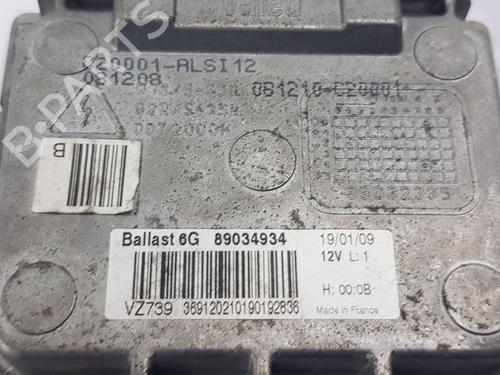 Valeo
C20001-ALSI12
081208
081210-C20001
B
Ballast 6G 89034934
19/01/09
12V L: 1
H: 00:0B
VZ739 369120210190192836
Made in France
B-PARTS